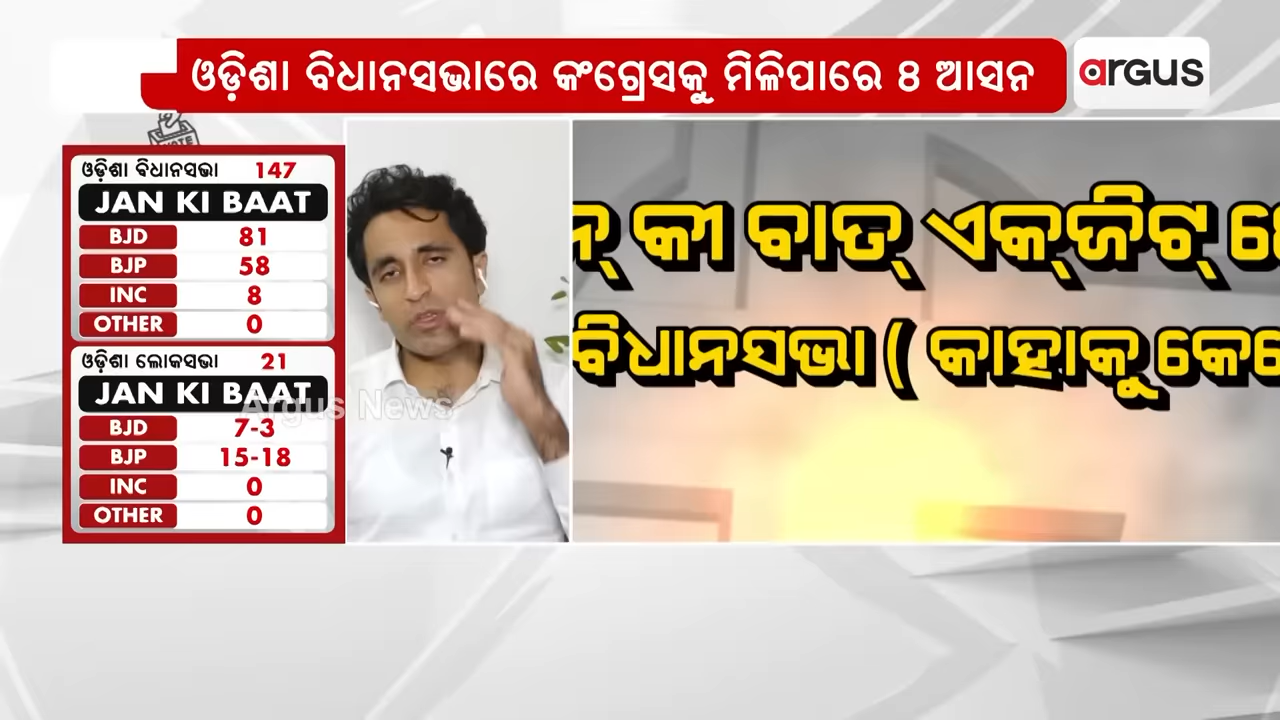 ଓଡ଼ିଶା ବିଧାନସଭାରେ କଂଗ୍ରେସକୁ ମିଳିପାରେ ୫ ଆସନ
argus
VOTE
ଓଡ଼ିଶା ବିଧାନସଭା 147
JAN KI BAAT
BJD 81
BJP 58
INC 8
OTHER 0
ଓଡ଼ିଶା ଲୋକସଭା 21
JAN KI BAAT
BJD 7-3
BJP 15-18
INC 0
OTHER 0
Argus News
ନ୍ କୀ ବାତ୍ ଏକ୍‌ଜିଟ୍
ବିଧାନସଭା ( କାହାକୁ